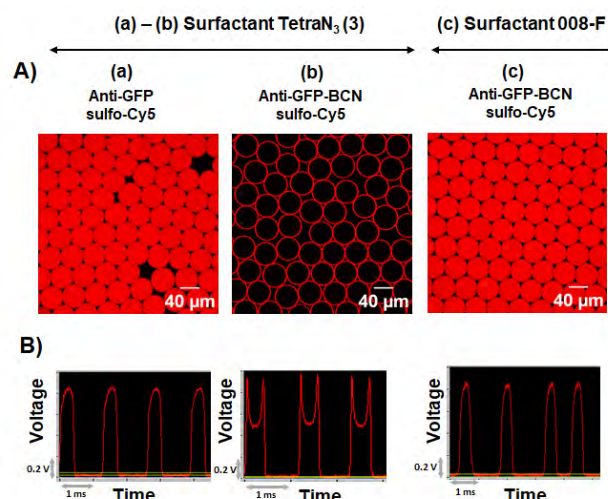 (a) – (b) Surfactant TetraN₃ (3)
(c) Surfactant 008-F
A)
(a)
(b)
(c)
Anti-GFP
sulfo-Cy5
Anti-GFP-BCN
sulfo-Cy5
Anti-GFP-BCN
sulfo-Cy5
40 µm
40 µm
40 µm
B)
Voltage
0.2 V
1 ms
Time
Voltage
0.2 V
1 ms
Time
Voltage
0.2 V
1 ms
Time